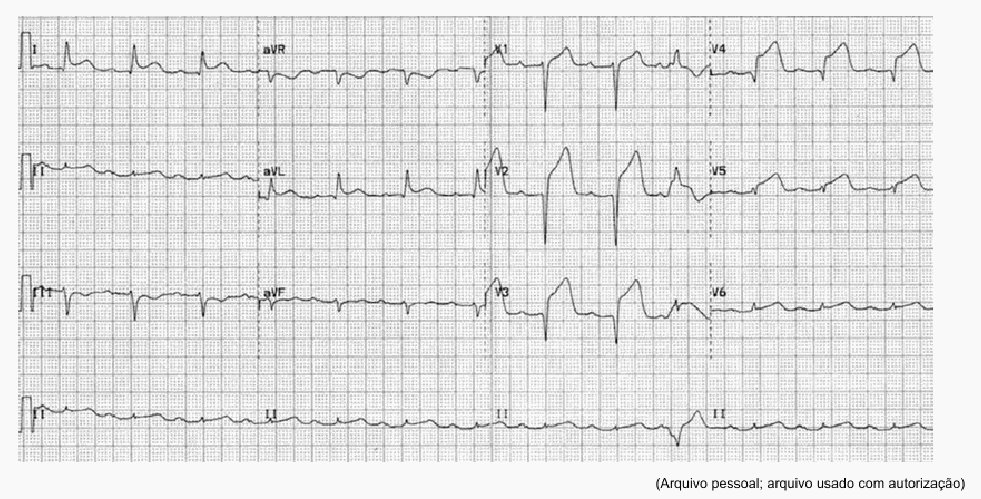 I aVR V1 V4
II aVL V2 V5
III aVF V3 V6
II II II II
(Arquivo pessoal; arquivo usado com autorização)